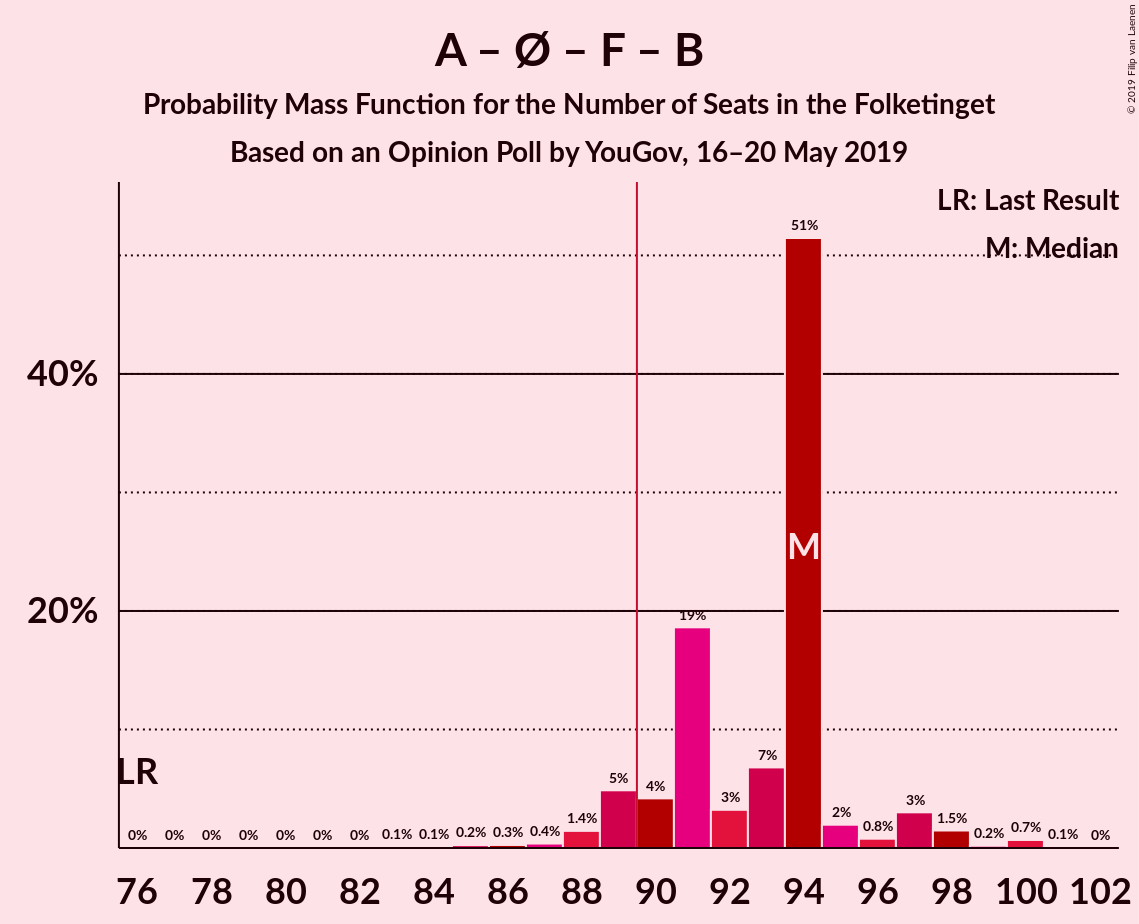 A – Ø – F – B
Probability Mass Function for the Number of Seats in the Folketinget
Based on an Opinion Poll by YouGov, 16–20 May 2019
© 2019 Filip van Laenen
LR: Last Result
M: Median
40%
20%
LR
M
0% 0% 0% 0% 0% 0% 0% 0.1% 0.1% 0.2% 0.3% 0.4% 1.4% 5% 4% 19% 3% 7% 51% 2% 0.8% 3% 1.5% 0.2% 0.7% 0.1% 0%
76 78 80 82 84 86 88 90 92 94 96 98 100 102